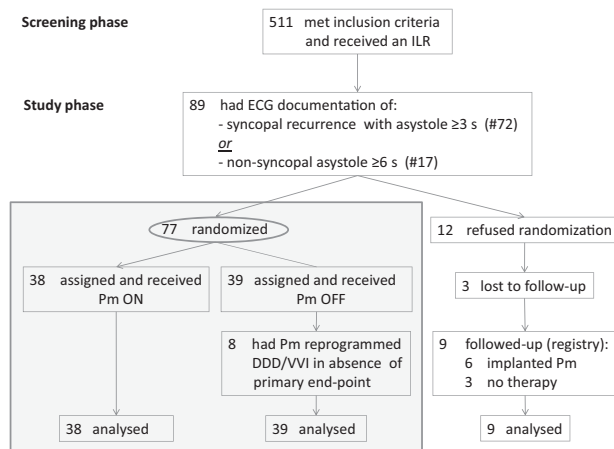 Screening phase
511 met inclusion criteria
and received an ILR
Study phase
89 had ECG documentation of:
- syncopal recurrence with asystole ≥3 s (#72)
or
- non-syncopal asystole ≥6 s (#17)
77 randomized
12 refused randomization
38 assigned and received
Pm ON
39 assigned and received
Pm OFF
3 lost to follow-up
8 had Pm reprogrammed
DDD/VVI in absence of
primary end-point
9 followed-up (registry):
6 implanted Pm
3 no therapy
38 analysed
39 analysed
9 analysed